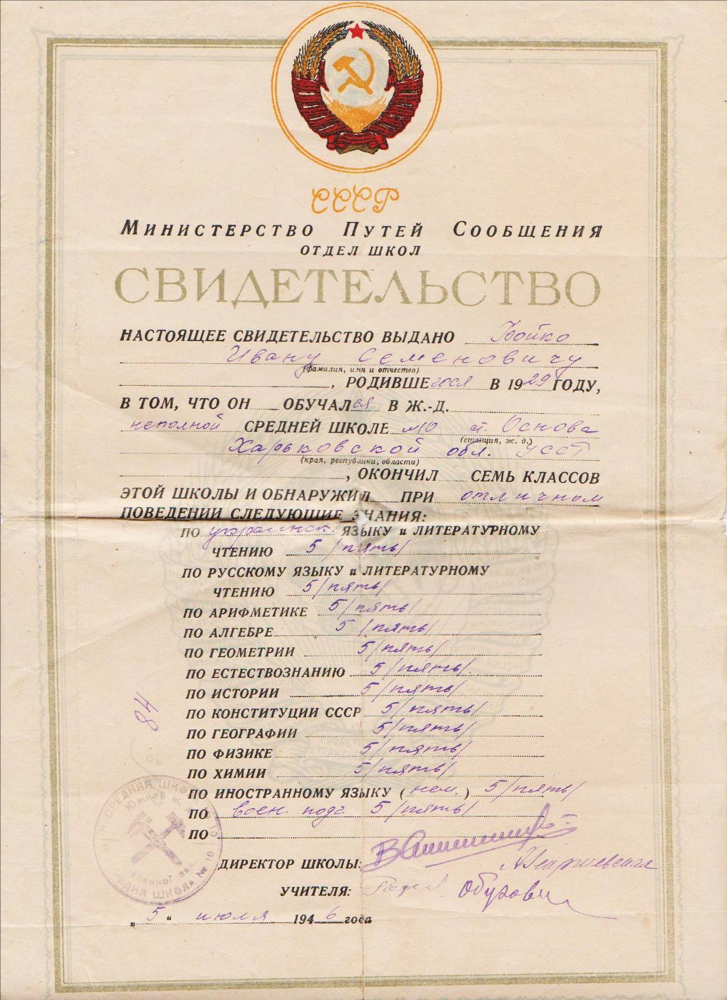 СССР
Министерство Путей Сообщения
ОТДЕЛ ШКОЛ
СВИДЕТЕЛЬСТВО
НАСТОЯЩЕЕ СВИДЕТЕЛЬСТВО ВЫДАНО Бойко
Ивану Семеновичу
(фамилия, имя и отчество)
, РОДИВШЕгося В 1929 ГОДУ,
В ТОМ, ЧТО ОН ОБУЧАЛся В Ж.-Д.
неполной СРЕДНЕЙ ШКОЛЕ №10 ст. Основа
(станция, ж. д.)
Харьковской обл. УССР
(края, республики, области)
, ОКОНЧИЛ СЕМЬ КЛАССОВ
ЭТОЙ ШКОЛЫ И ОБНАРУЖИЛ ПРИ отличном
ПОВЕДЕНИИ СЛЕДУЮЩИЕ ЗНАНИЯ:
ПО украинск. ЯЗЫКУ и ЛИТЕРАТУРНОМУ
ЧТЕНИЮ 5 /пять/
ПО РУССКОМУ ЯЗЫКУ и ЛИТЕРАТУРНОМУ
ЧТЕНИЮ 5 /пять/
ПО АРИФМЕТИКЕ 5 /пять/
ПО АЛГЕБРЕ 5 /пять/
ПО ГЕОМЕТРИИ 5 /пять/
ПО ЕСТЕСТВОЗНАНИЮ 5 /пять/
ПО ИСТОРИИ 5 /пять/
ПО КОНСТИТУЦИИ СССР 5 /пять/
84
ПО ГЕОГРАФИИ 5 /пять/
ПО ФИЗИКЕ 5 /пять/
ПО ХИМИИ 5 /пять/
ПО ИНОСТРАННОМУ ЯЗЫКУ (нем.) 5 /пять/
ПО воен. подг. 5 /пять/
ПО
СРЕДНЯЯ ШКОЛА № 10
Южной Ж. Д.
ШКОЛА № 10
ДИРЕКТОР ШКОЛЫ:
УЧИТЕЛЯ:
„5“ июля 1946 года